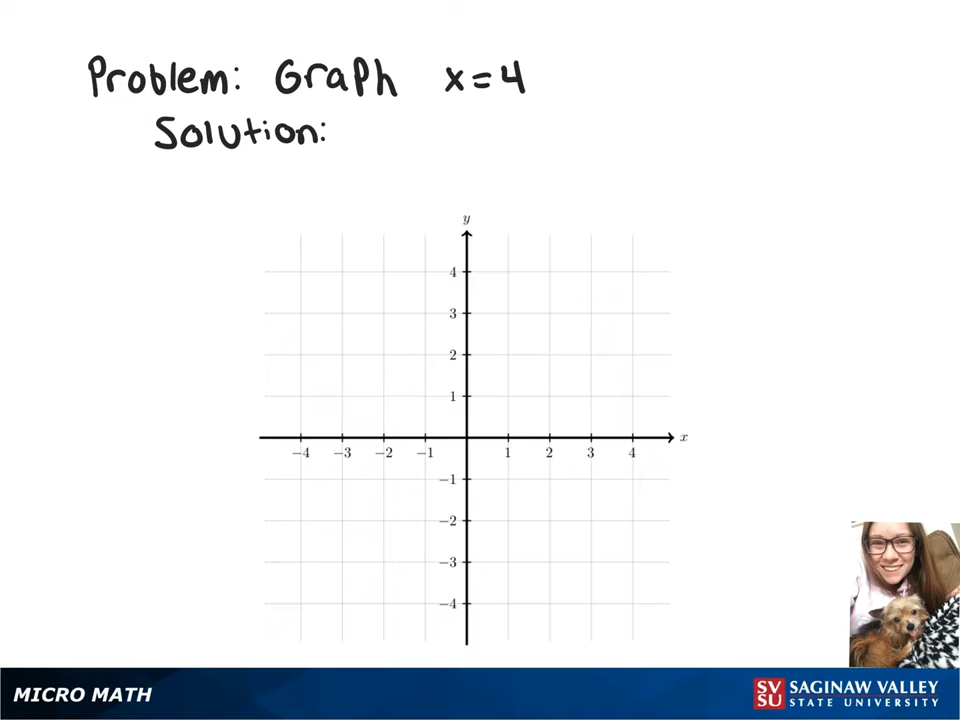 Problem: Graph x=4
Solution:
y
4
3
2
1
x
−4 −3 −2 −1 1 2 3 4
−1
−2
−3
−4
MICRO MATH
SV SU SAGINAW VALLEY
STATE UNIVERSITY